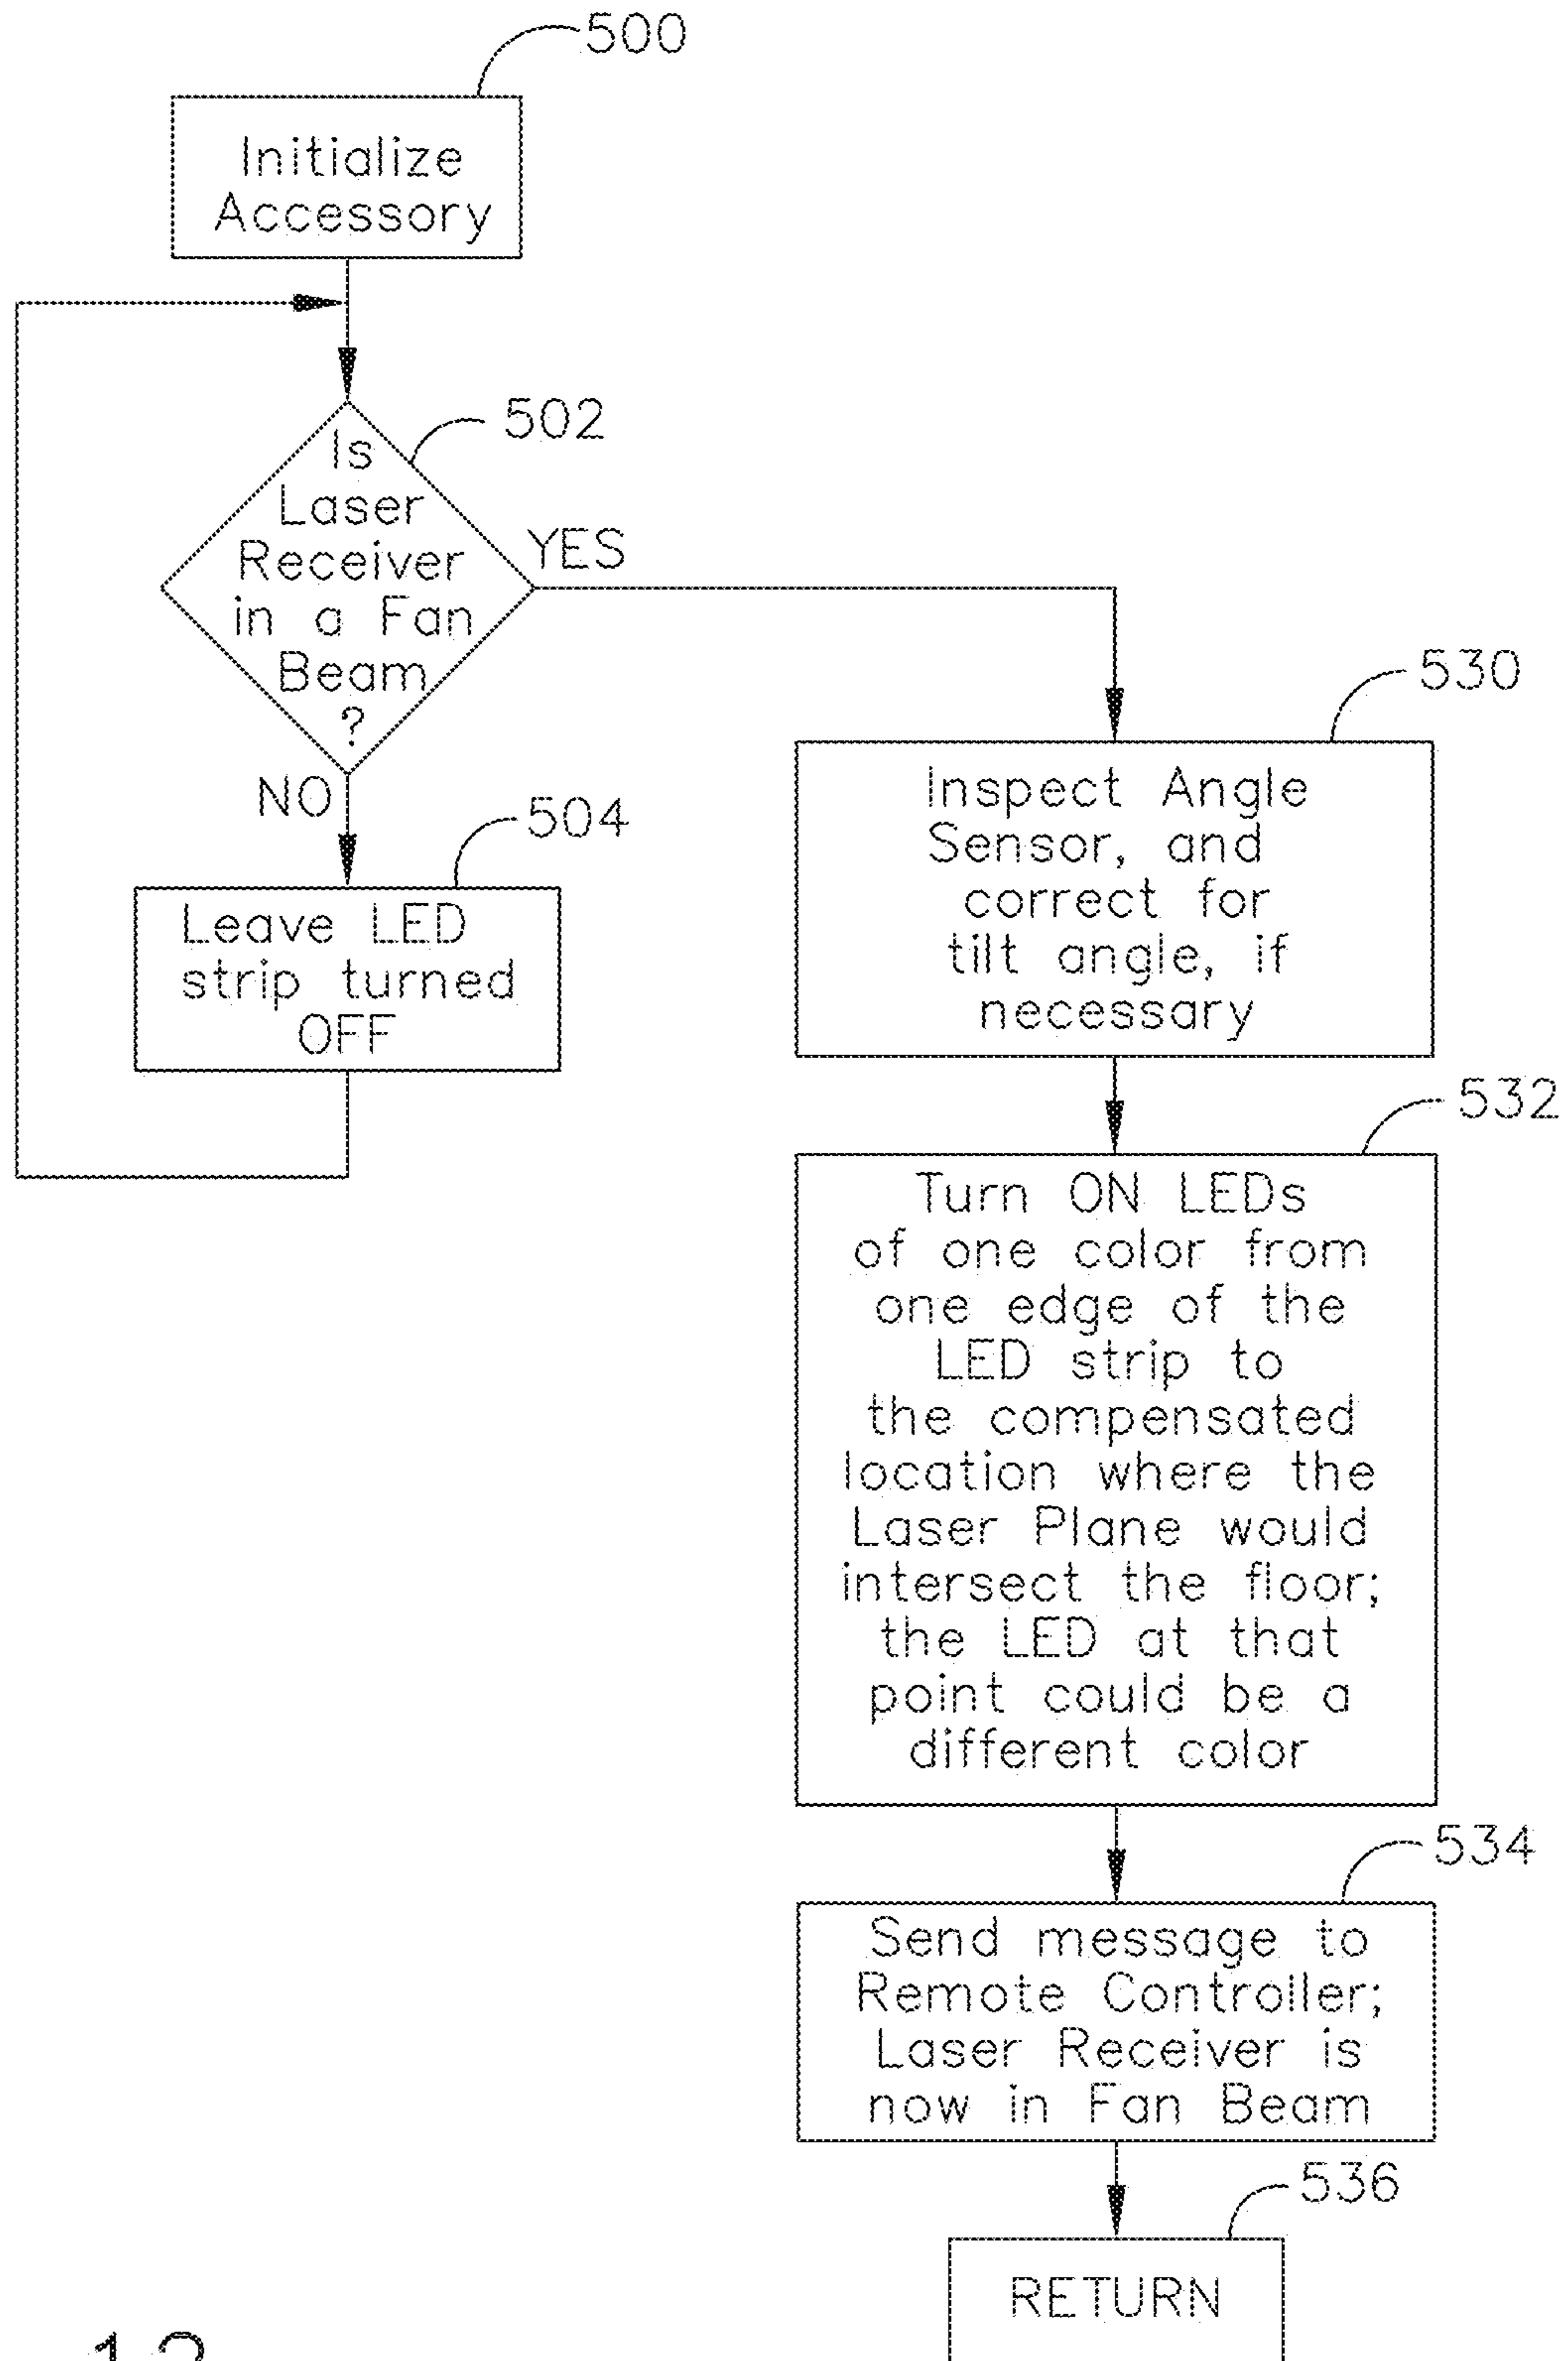 500
Initialize
Accessory
502
Is
Laser
Receiver
in a Fan
Beam
?
YES
NO
504
Leave LED
strip turned
OFF
530
Inspect Angle
Sensor, and
correct for
tilt angle, if
necessary
532
Turn ON LEDs
of one color from
one edge of the
LED strip to
the compensated
location where the
Laser Plane would
intersect the floor;
the LED at that
point could be a
different color
534
Send message to
Remote Controller;
Laser Receiver is
now in Fan Beam
536
RETURN